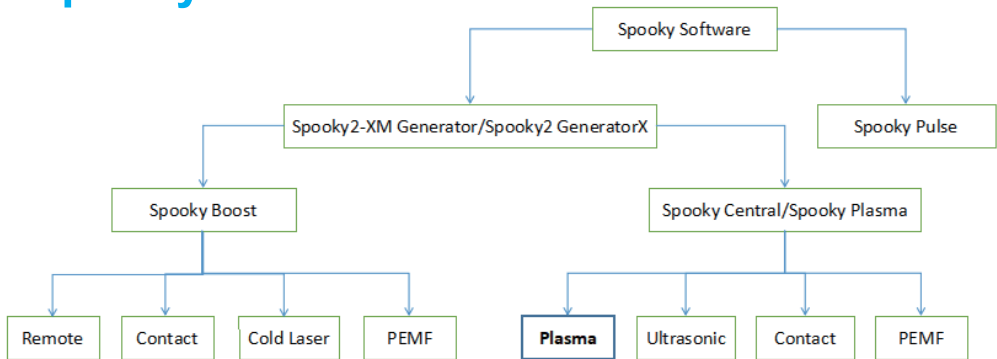 Spooky Software
Spooky2-XM Generator/Spooky2 GeneratorX
Spooky Pulse
Spooky Boost
Spooky Central/Spooky Plasma
Remote
Contact
Cold Laser
PEMF
Plasma
Ultrasonic
Contact
PEMF